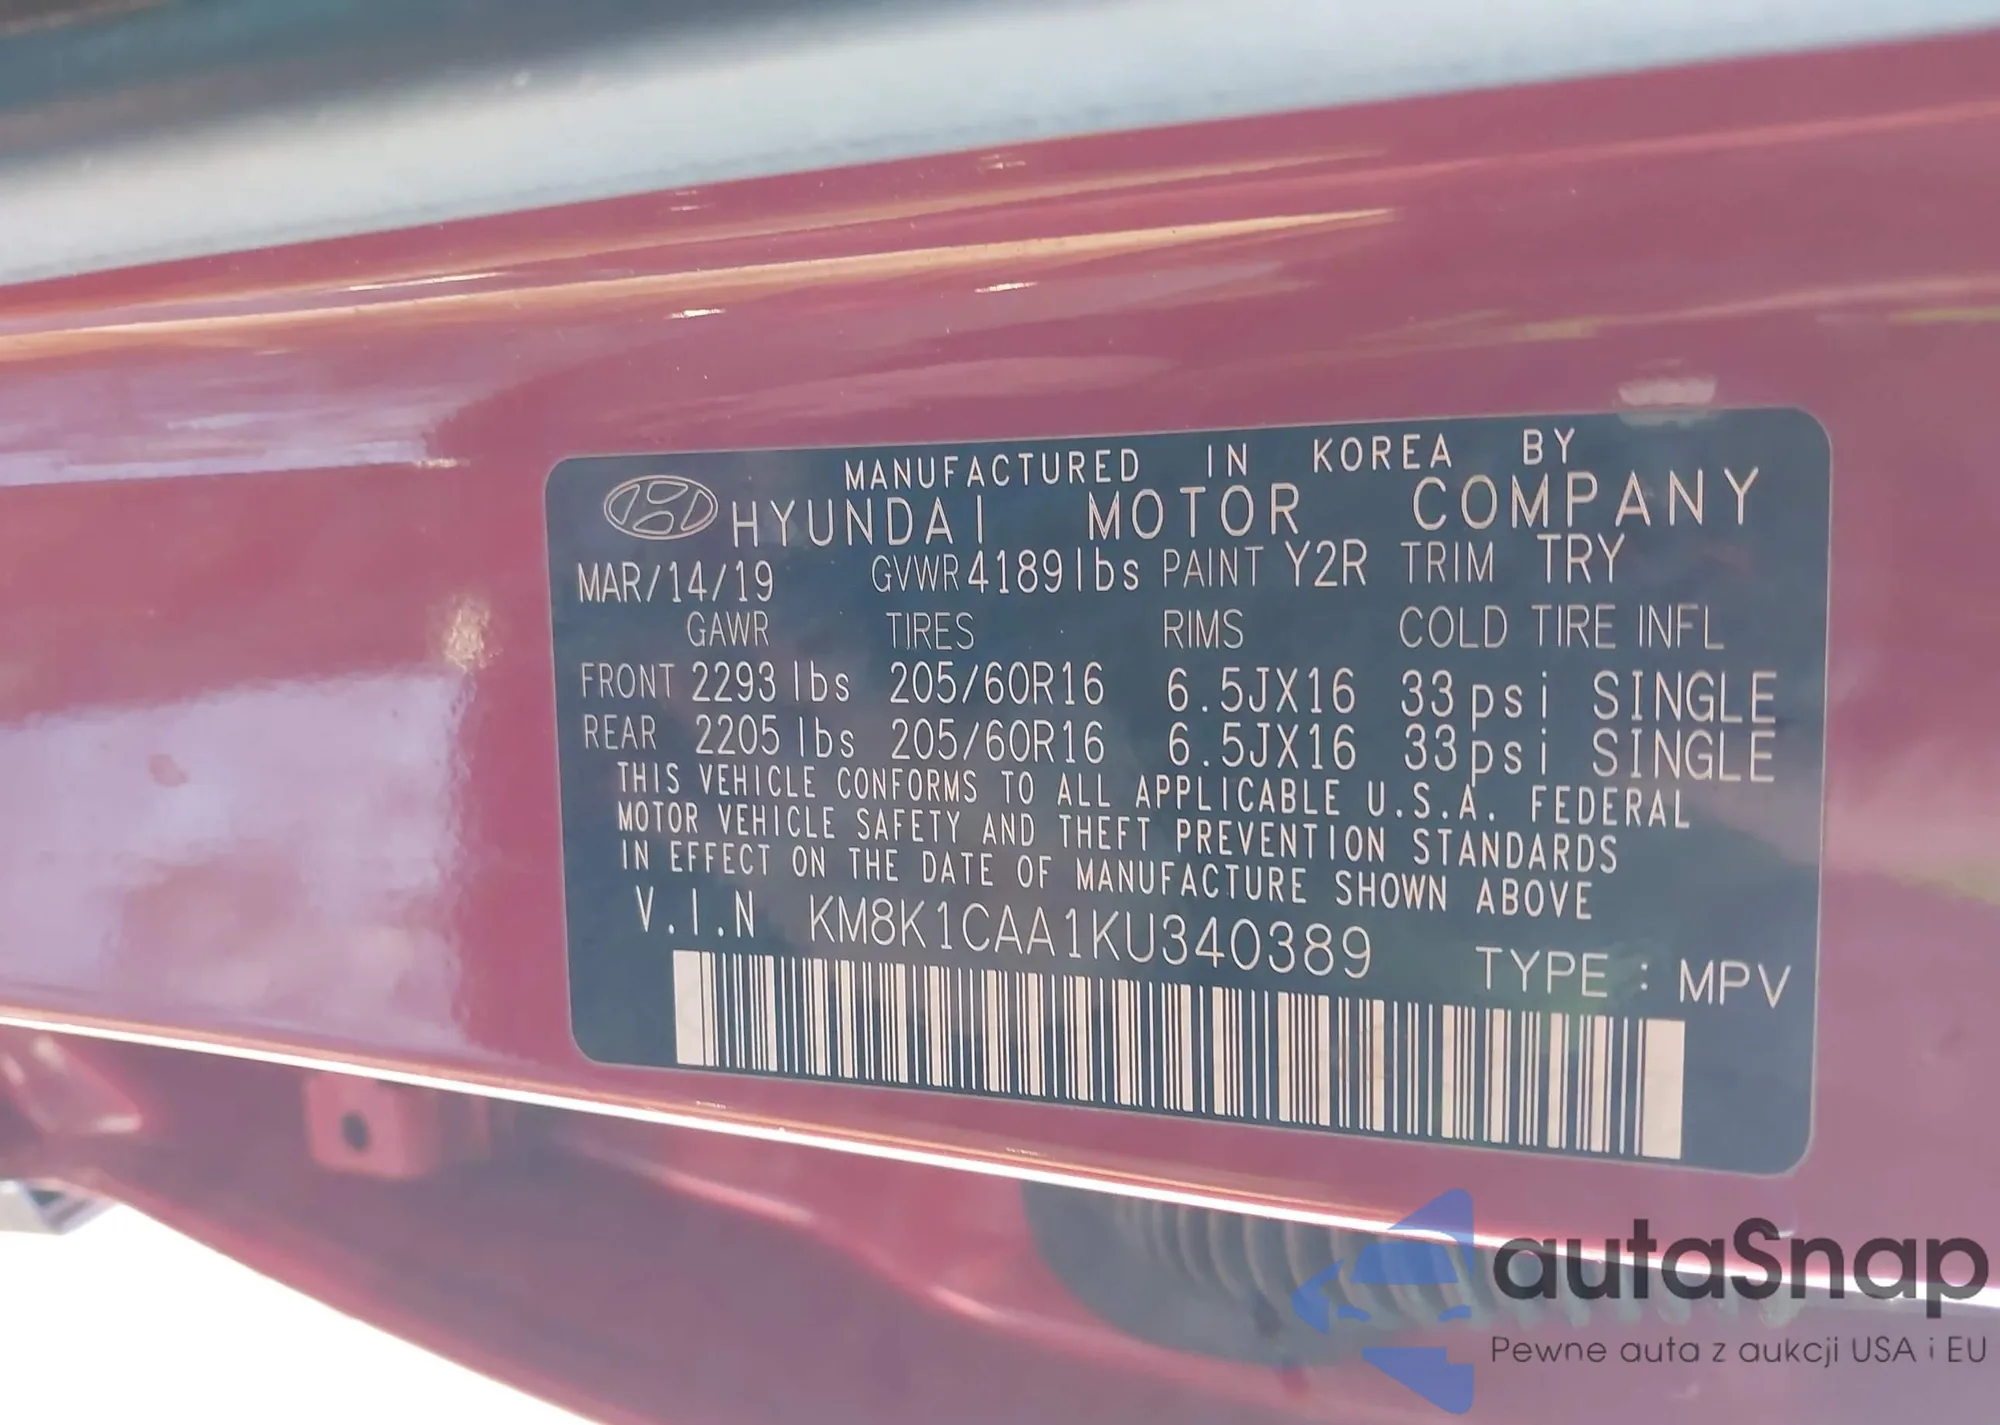 MANUFACTURED IN KOREA BY
HYUNDAI MOTOR COMPANY
MAR/14/19 GVWR 4189lbs PAINT Y2R TRIM TRY
GAWR TIRES RIMS COLD TIRE INFL
FRONT 2293 lbs 205/60R16 6.5JX16 33psi SINGLE
REAR 2205 lbs 205/60R16 6.5JX16 33psi SINGLE
THIS VEHICLE CONFORMS TO ALL APPLICABLE U.S.A. FEDERAL
MOTOR VEHICLE SAFETY AND THEFT PREVENTION STANDARDS
IN EFFECT ON THE DATE OF MANUFACTURE SHOWN ABOVE
V.I.N KM8K1CAA1KU340389 TYPE : MPV
autaSnap
Pewne auta z aukcji USA i EU